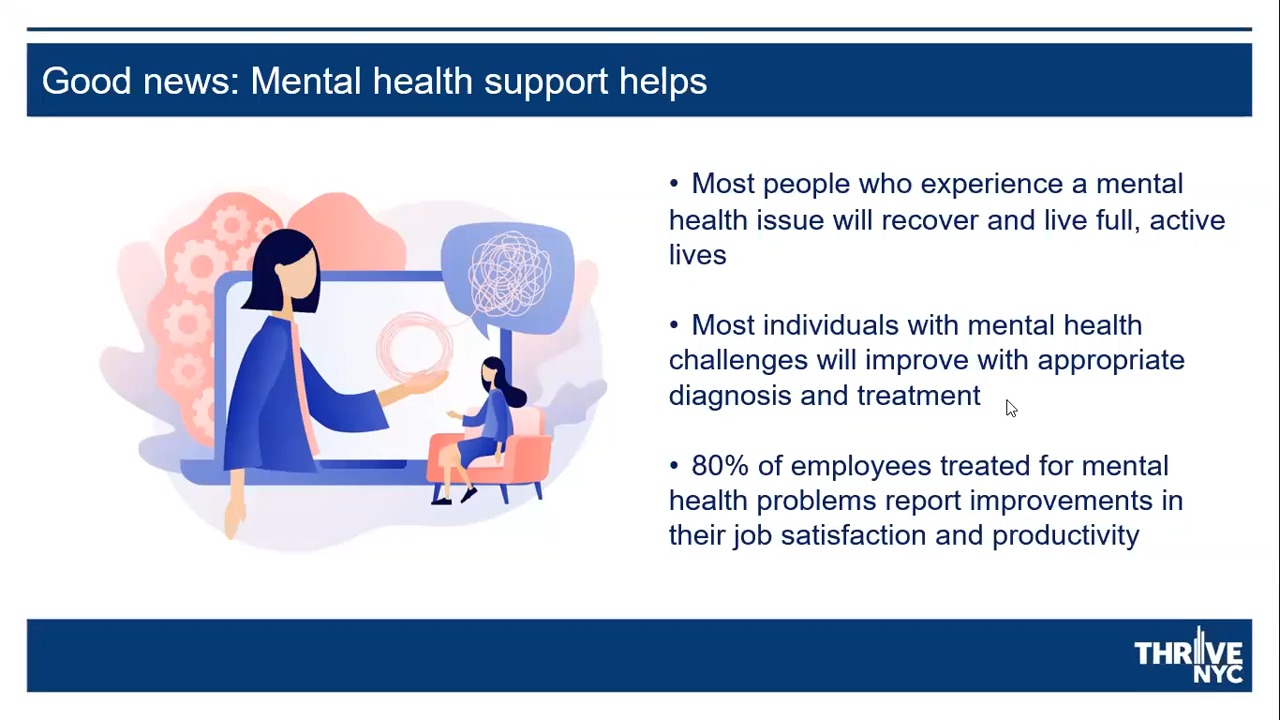 Good news: Mental health support helps
• Most people who experience a mental
health issue will recover and live full, active
lives
• Most individuals with mental health
challenges will improve with appropriate
diagnosis and treatment
• 80% of employees treated for mental
health problems report improvements in
their job satisfaction and productivity
THRIVE
NYC